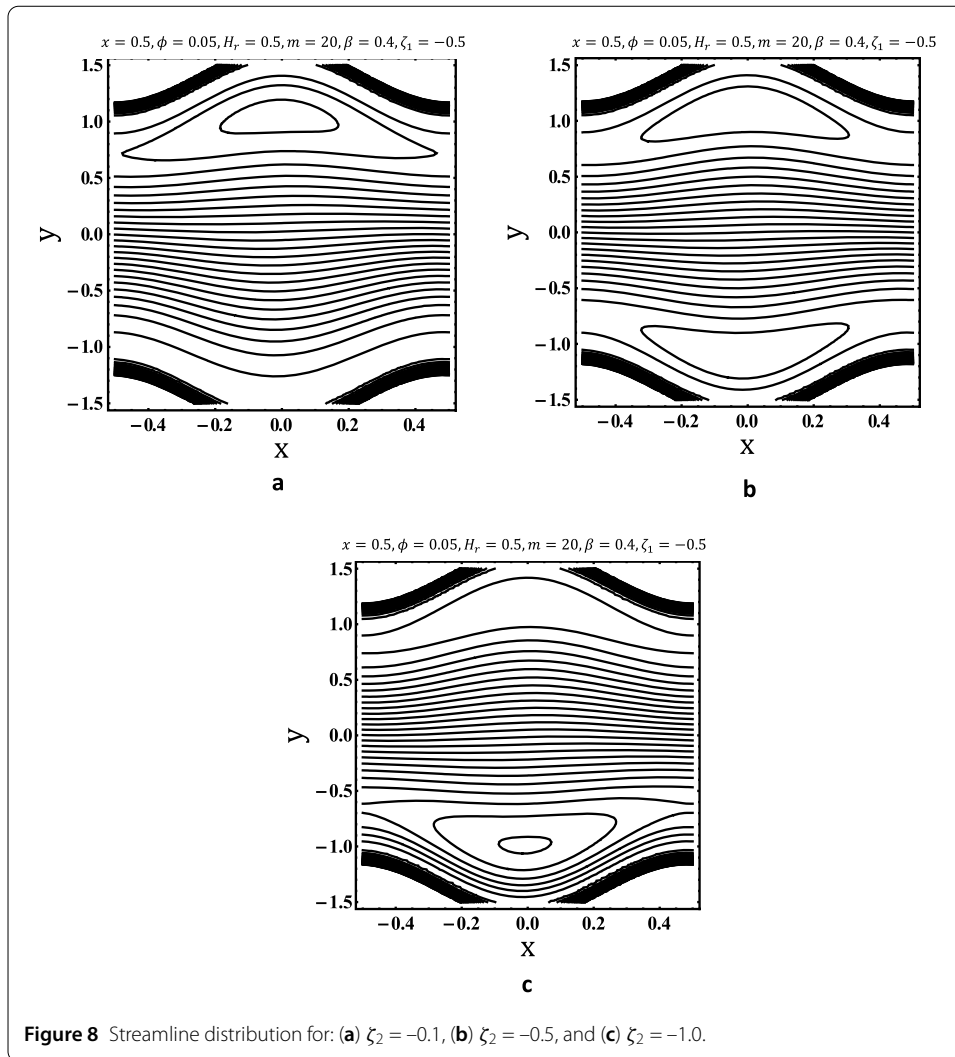 x = 0.5, ϕ = 0.05, H_r = 0.5, m = 20, β = 0.4, ζ_1 = −0.5
1.5
1.0
0.5
0.0
−0.5
−1.0
−1.5
y
−0.4 −0.2 0.0 0.2 0.4
x
a
x = 0.5, ϕ = 0.05, H_r = 0.5, m = 20, β = 0.4, ζ_1 = −0.5
1.5
1.0
0.5
0.0
−0.5
−1.0
−1.5
y
−0.4 −0.2 0.0 0.2 0.4
x
b
x = 0.5, ϕ = 0.05, H_r = 0.5, m = 20, β = 0.4, ζ_1 = −0.5
1.5
1.0
0.5
0.0
−0.5
−1.0
−1.5
y
−0.4 −0.2 0.0 0.2 0.4
x
c
Figure 8 Streamline distribution for: (a) ζ_2 = –0.1, (b) ζ_2 = –0.5, and (c) ζ_2 = –1.0.